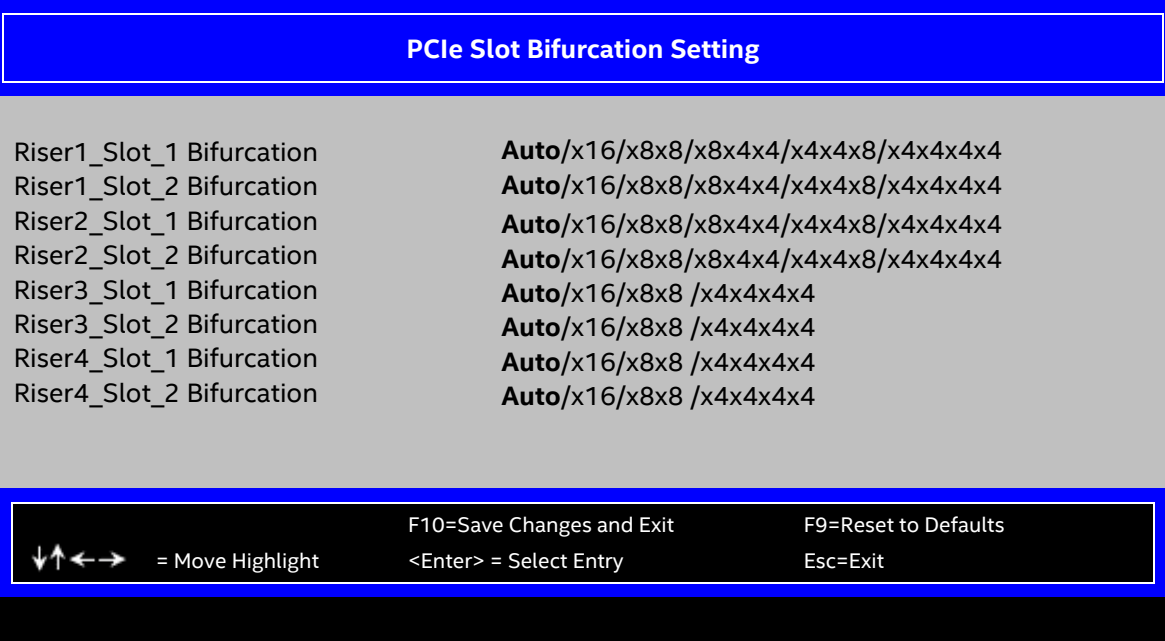 PCIe Slot Bifurcation Setting
Riser1_Slot_1 Bifurcation Auto/x16/x8x8/x8x4x4/x4x4x8/x4x4x4x4
Riser1_Slot_2 Bifurcation Auto/x16/x8x8/x8x4x4/x4x4x8/x4x4x4x4
Riser2_Slot_1 Bifurcation Auto/x16/x8x8/x8x4x4/x4x4x8/x4x4x4x4
Riser2_Slot_2 Bifurcation Auto/x16/x8x8/x8x4x4/x4x4x8/x4x4x4x4
Riser3_Slot_1 Bifurcation Auto/x16/x8x8 /x4x4x4x4
Riser3_Slot_2 Bifurcation Auto/x16/x8x8 /x4x4x4x4
Riser4_Slot_1 Bifurcation Auto/x16/x8x8 /x4x4x4x4
Riser4_Slot_2 Bifurcation Auto/x16/x8x8 /x4x4x4x4
F10=Save Changes and Exit F9=Reset to Defaults
↓↑←→ = Move Highlight <Enter> = Select Entry Esc=Exit